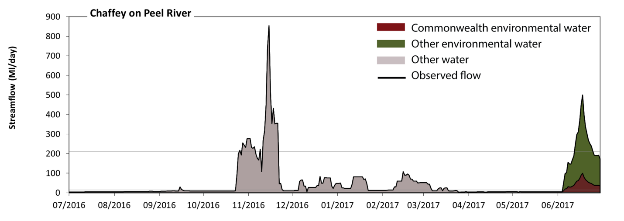 Chaffey on Peel River
Streamflow (Ml/day)
900
800
700
600
500
400
300
200
100
0
Commonwealth environmental water
Other environmental water
Other water
Observed flow
07/2016 08/2016 09/2016 10/2016 11/2016 12/2016 01/2017 02/2017 03/2017 04/2017 05/2017 06/2017